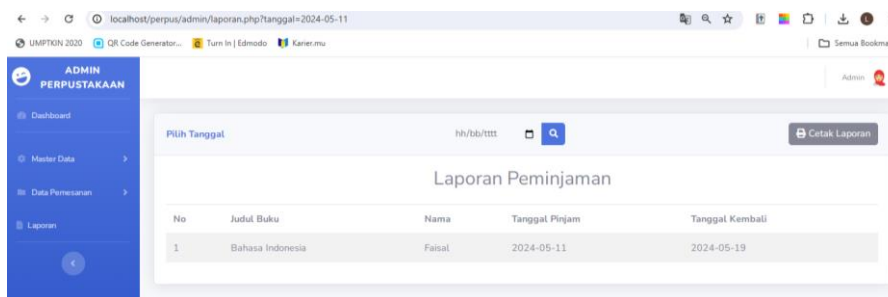 localhost/perpus/admin/laporan.php?tanggal=2024-05-11
UMPTKIN 2020 QR Code Generator... Turn In | Edmodo Karier.mu Semua Bookma
ADMIN
PERPUSTAKAAN
Admin
Dashboard
Pilih Tanggal hh/bb/tttt Cetak Laporan
Master Data
Laporan Peminjaman
Data Pemesanan
No Judul Buku Nama Tanggal Pinjam Tanggal Kembali
Laporan
1 Bahasa Indonesia Faisal 2024-05-11 2024-05-19